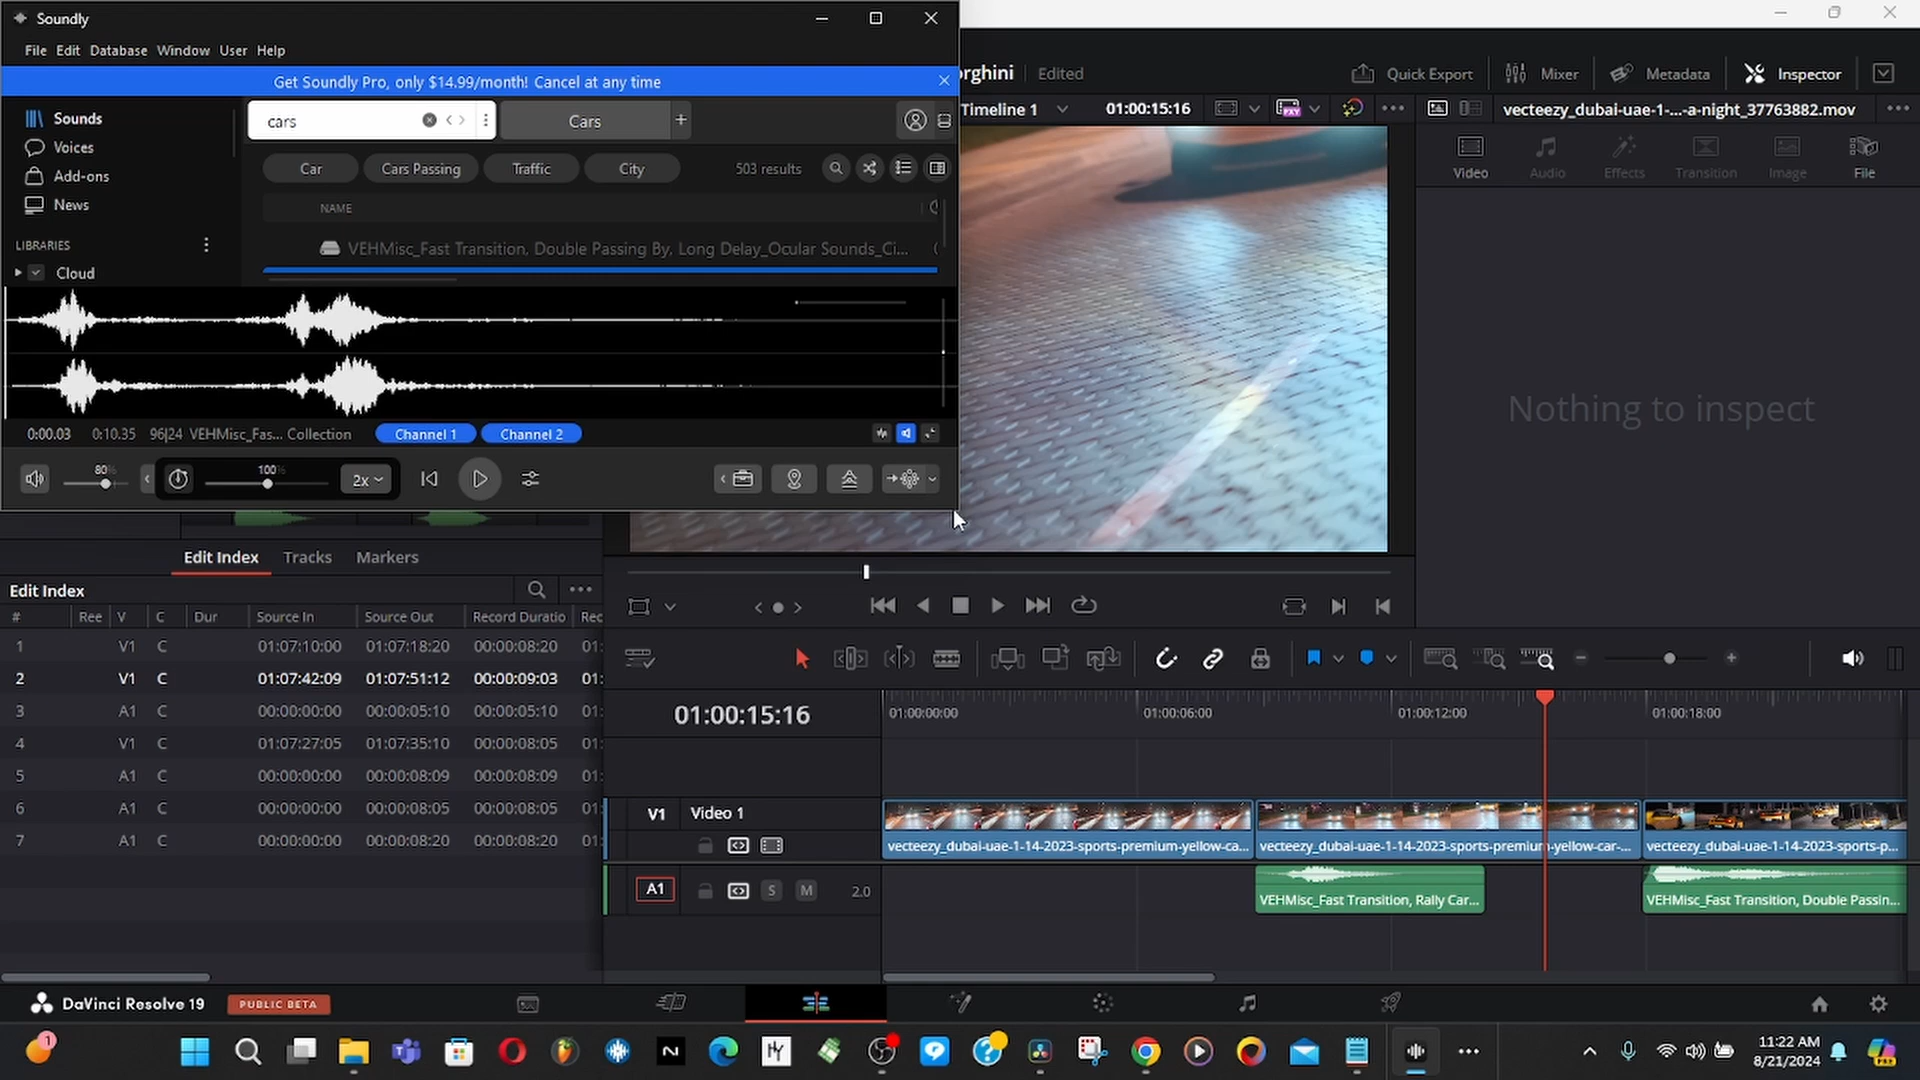 Soundly
File Edit Database Window User Help
Get Soundly Pro, only $14.99/month! Cancel at any time
Sounds
Voices
Add-ons
News
LIBRARIES
Cloud
cars
Cars
Car Cars Passing Traffic City 503 results
NAME
VEHMisc_Fast Transition, Double Passing By, Long Delay_Ocular Sounds_Ci...
0:00.03 0:10.35 96|24 VEHMisc_Fas... Collection Channel 1 Channel 2
80% 100% 2x
orghini Edited
Quick Export Mixer Metadata Inspector
Timeline 1 01:00:15:16
vecteezy_dubai-uae-1-...-a-night_37763882.mov
Video Audio Effects Transition Image File
Nothing to inspect
Edit Index Tracks Markers
Edit Index
# Ree V C Dur Source In Source Out Record Duratio Rec
1 V1 C 01:07:10:00 01:07:18:20 00:00:08:20 01:
2 V1 C 01:07:42:09 01:07:51:12 00:00:09:03 01:
3 A1 C 00:00:00:00 00:00:05:10 00:00:05:10 01:
4 V1 C 01:07:27:05 01:07:35:10 00:00:08:05 01:
5 A1 C 00:00:00:00 00:00:08:09 00:00:08:09 01:
6 A1 C 00:00:00:00 00:00:08:05 00:00:08:05 01:
7 A1 C 00:00:00:00 00:00:08:20 00:00:08:20 01:
01:00:15:16
01:00:00:00 01:00:06:00 01:00:12:00 01:00:18:00
V1 Video 1
vecteezy_dubai-uae-1-14-2023-sports-premium-yellow-ca... vecteezy_dubai-uae-1-14-2023-sports-premium-yellow-car-... vecteezy_dubai-uae-1-14-2023-sports-p...
A1 S M 2.0
VEHMisc_Fast Transition, Rally Car... VEHMisc_Fast Transition, Double Passin...
DaVinci Resolve 19 PUBLIC BETA
1
11:22 AM
8/21/2024